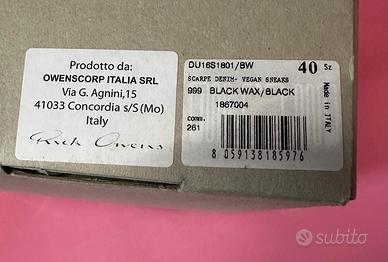 Prodotto da:
OWENSCORP ITALIA SRL
Via G. Agnini,15
41033 Concordia s/S (Mo)
Italy
Rick Owens
DU16S1801/BW
40 Sz
SCARPE DENIM- VEGAN SNEAKS
999 BLACK WAX/BLACK
1867004
comm.
261
8 059138 185976
Made in ITALY
subito